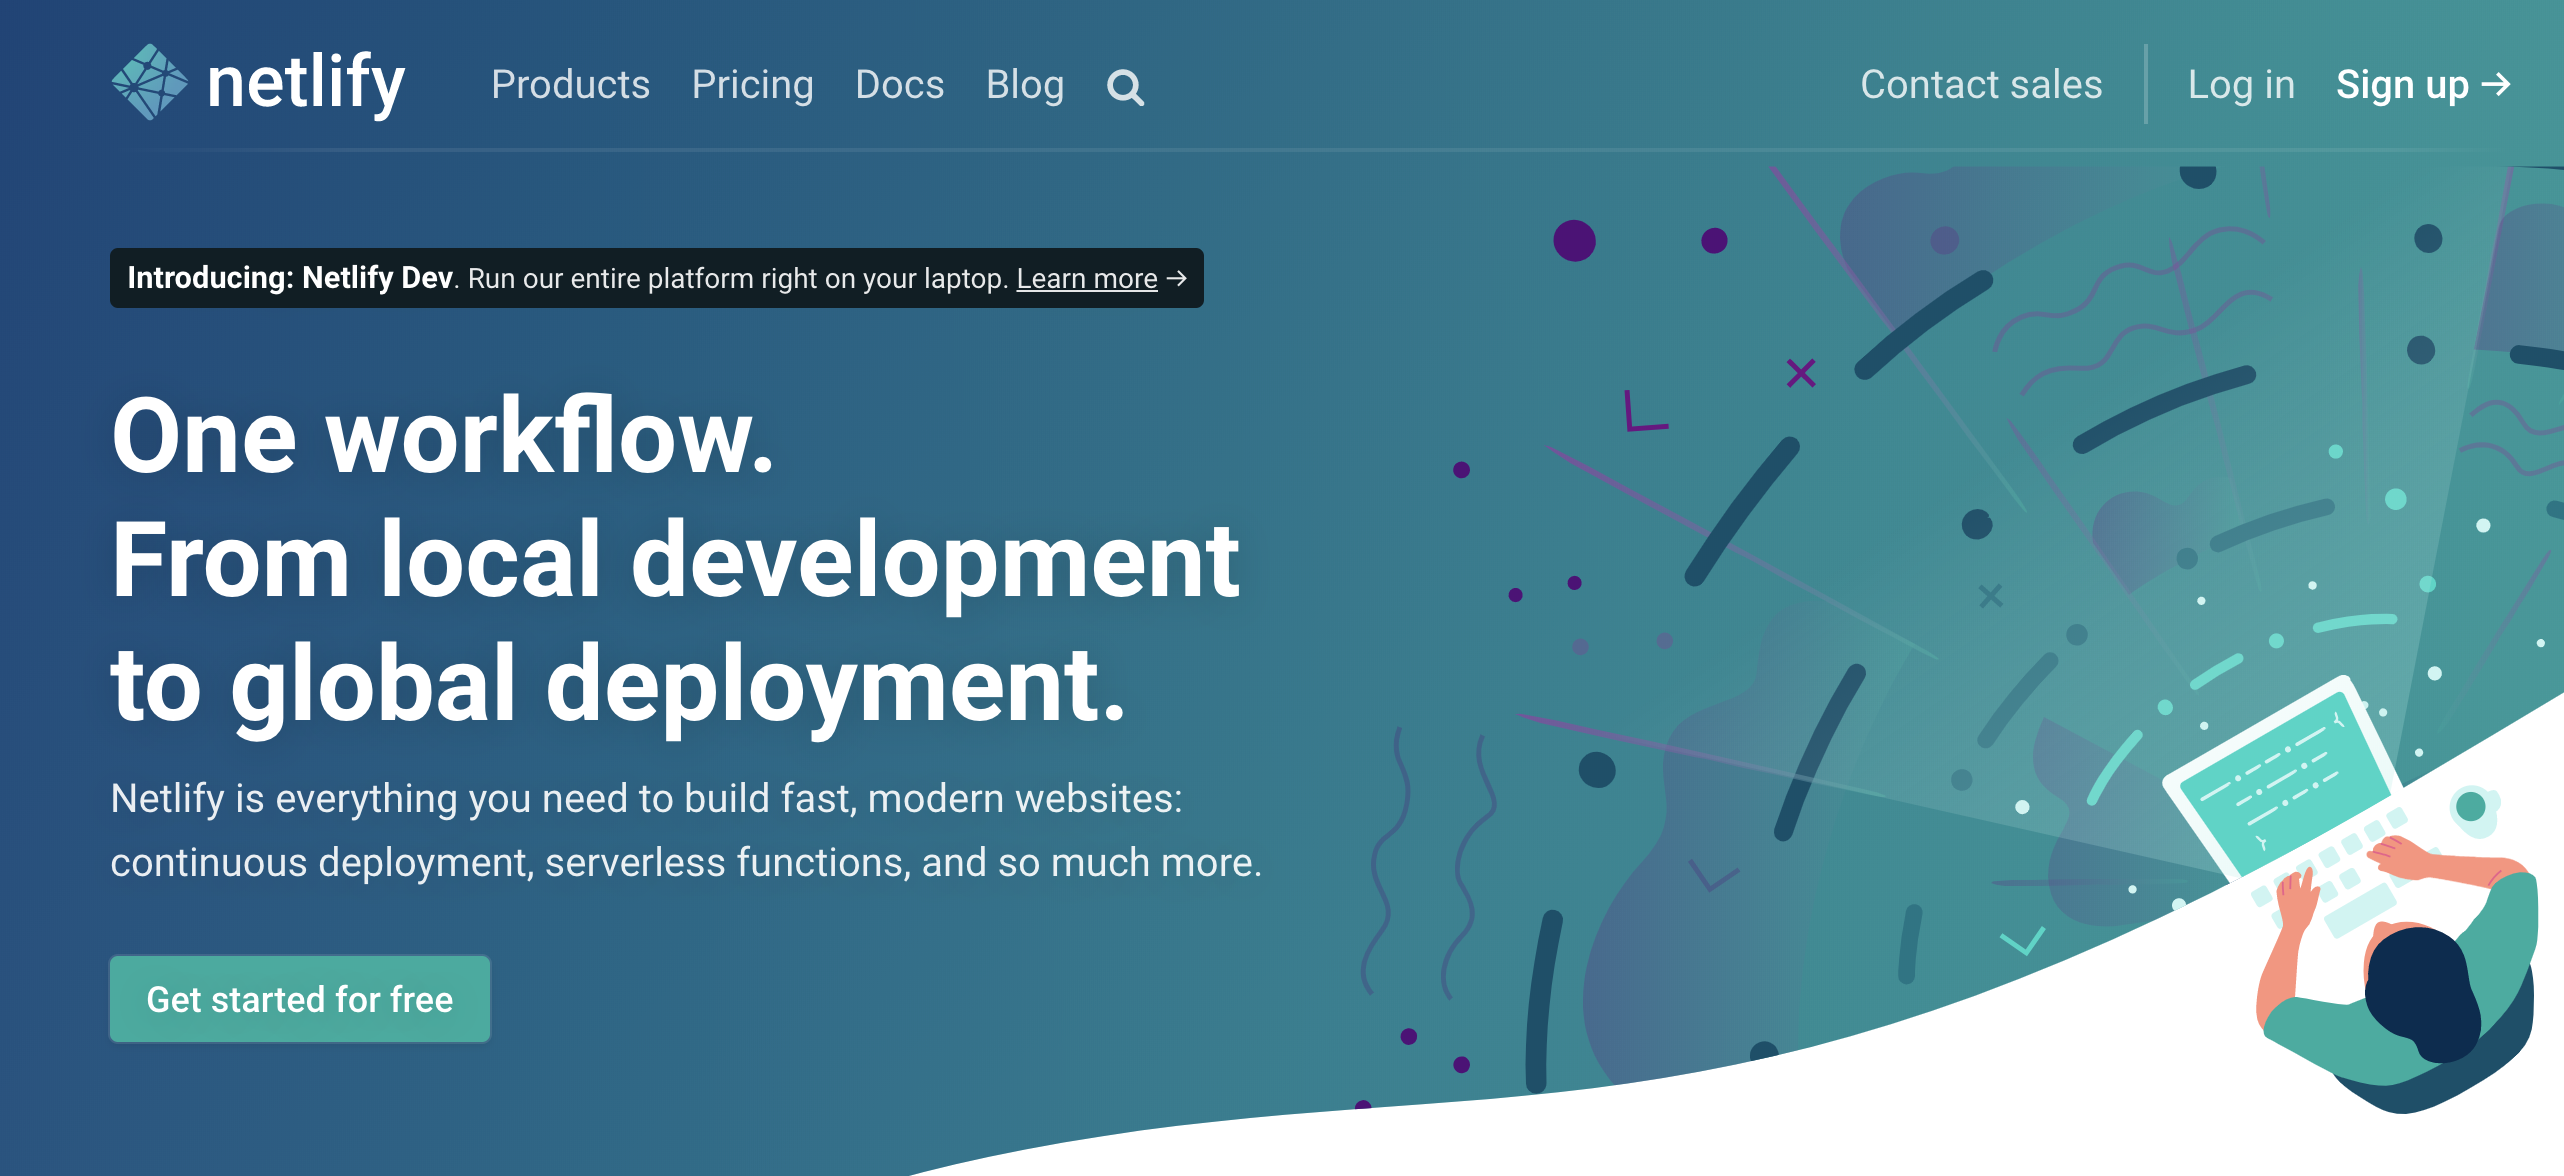 netlify Products Pricing Docs Blog Contact sales Log in Sign up →
Introducing: Netlify Dev. Run our entire platform right on your laptop. Learn more →
One workflow.
From local development
to global deployment.
Netlify is everything you need to build fast, modern websites:
continuous deployment, serverless functions, and so much more.
Get started for free